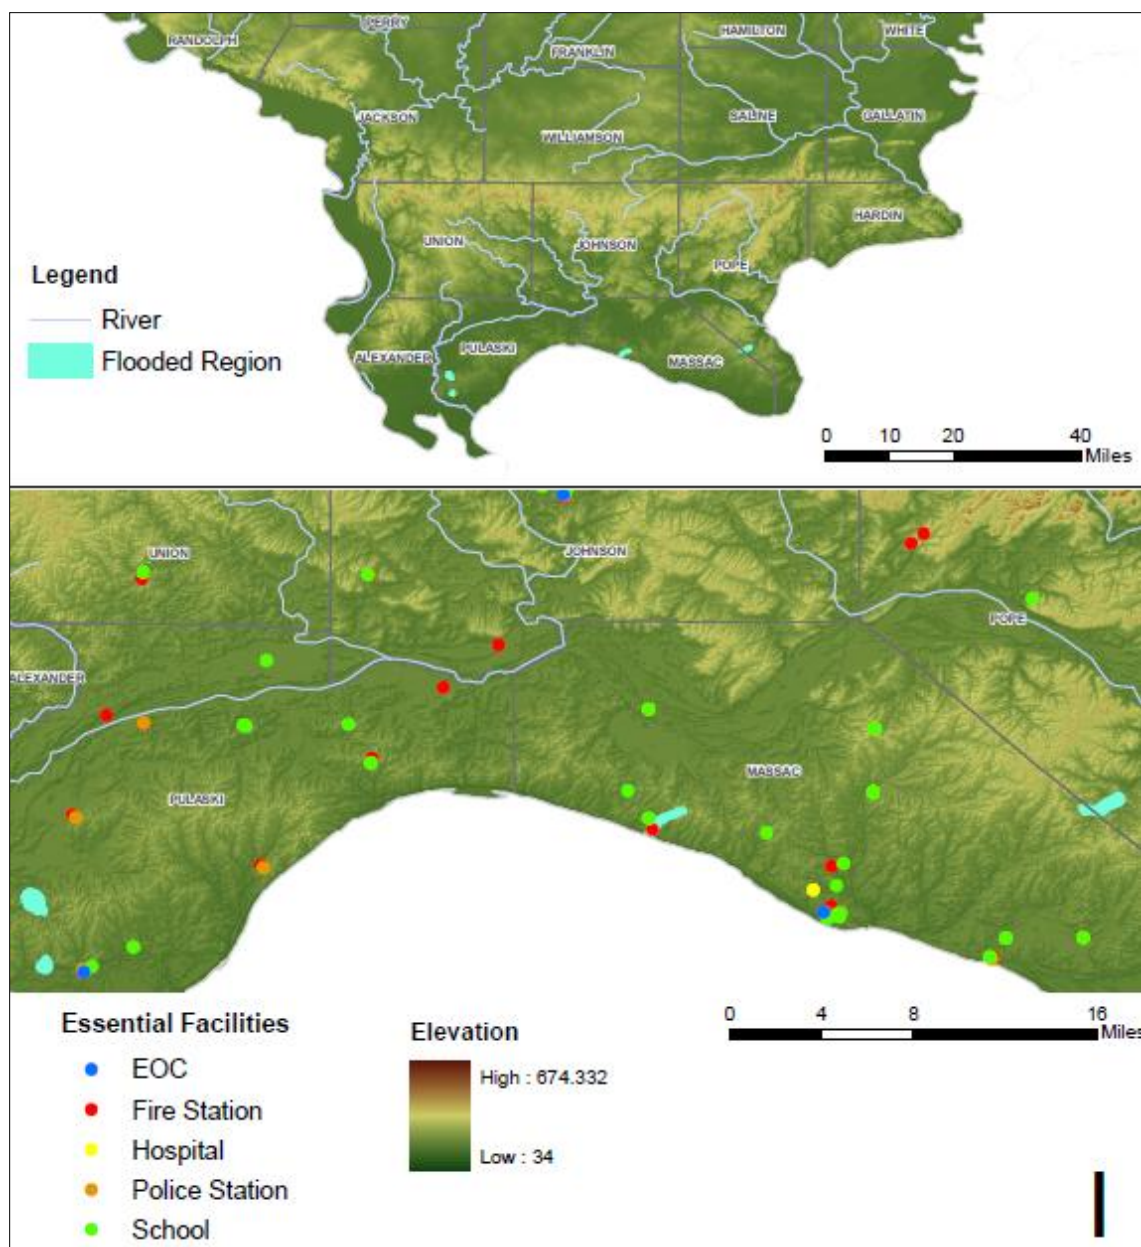 PERRY
RANDOLPH
HAMILTON
WHITE
FRANKLIN
JACKSON
SALINE
GALLATIN
WILLIAMSON
HARDIN
UNION
JOHNSON
POPE
Legend
River
Flooded Region
PULASKI
ALEXANDER
MASSAC
0 10 20 40
Miles
UNION
JOHNSON
POPE
ALEXANDER
MASSAC
PULASKI
0 4 8 16
Miles
Essential Facilities
EOC
Fire Station
Hospital
Police Station
School
Elevation
High : 674.332
Low : 34